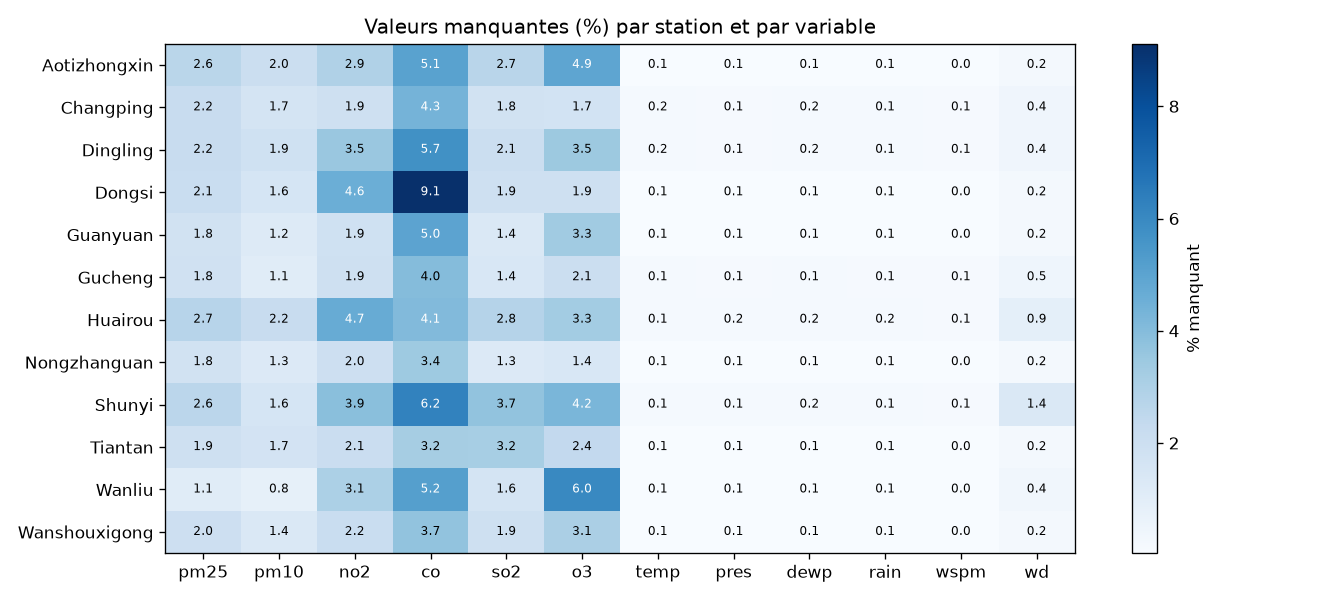 Valeurs manquantes (%) par station et par variable
Aotizhongxin 2.6 2.0 2.9 5.1 2.7 4.9 0.1 0.1 0.1 0.1 0.0 0.2
Changping 2.2 1.7 1.9 4.3 1.8 1.7 0.2 0.1 0.2 0.1 0.1 0.4
Dingling 2.2 1.9 3.5 5.7 2.1 3.5 0.2 0.1 0.2 0.1 0.1 0.4
Dongsi 2.1 1.6 4.6 9.1 1.9 1.9 0.1 0.1 0.1 0.1 0.0 0.2
Guanyuan 1.8 1.2 1.9 5.0 1.4 3.3 0.1 0.1 0.1 0.1 0.0 0.2
Gucheng 1.8 1.1 1.9 4.0 1.4 2.1 0.1 0.1 0.1 0.1 0.1 0.5
Huairou 2.7 2.2 4.7 4.1 2.8 3.3 0.1 0.2 0.2 0.2 0.1 0.9
Nongzhanguan 1.8 1.3 2.0 3.4 1.3 1.4 0.1 0.1 0.1 0.1 0.0 0.2
Shunyi 2.6 1.6 3.9 6.2 3.7 4.2 0.1 0.1 0.2 0.1 0.1 1.4
Tiantan 1.9 1.7 2.1 3.2 3.2 2.4 0.1 0.1 0.1 0.1 0.0 0.2
Wanliu 1.1 0.8 3.1 5.2 1.6 6.0 0.1 0.1 0.1 0.1 0.0 0.4
Wanshouxigong 2.0 1.4 2.2 3.7 1.9 3.1 0.1 0.1 0.1 0.1 0.0 0.2
pm25 pm10 no2 co so2 o3 temp pres dewp rain wspm wd
8
6
4
2
% manquant